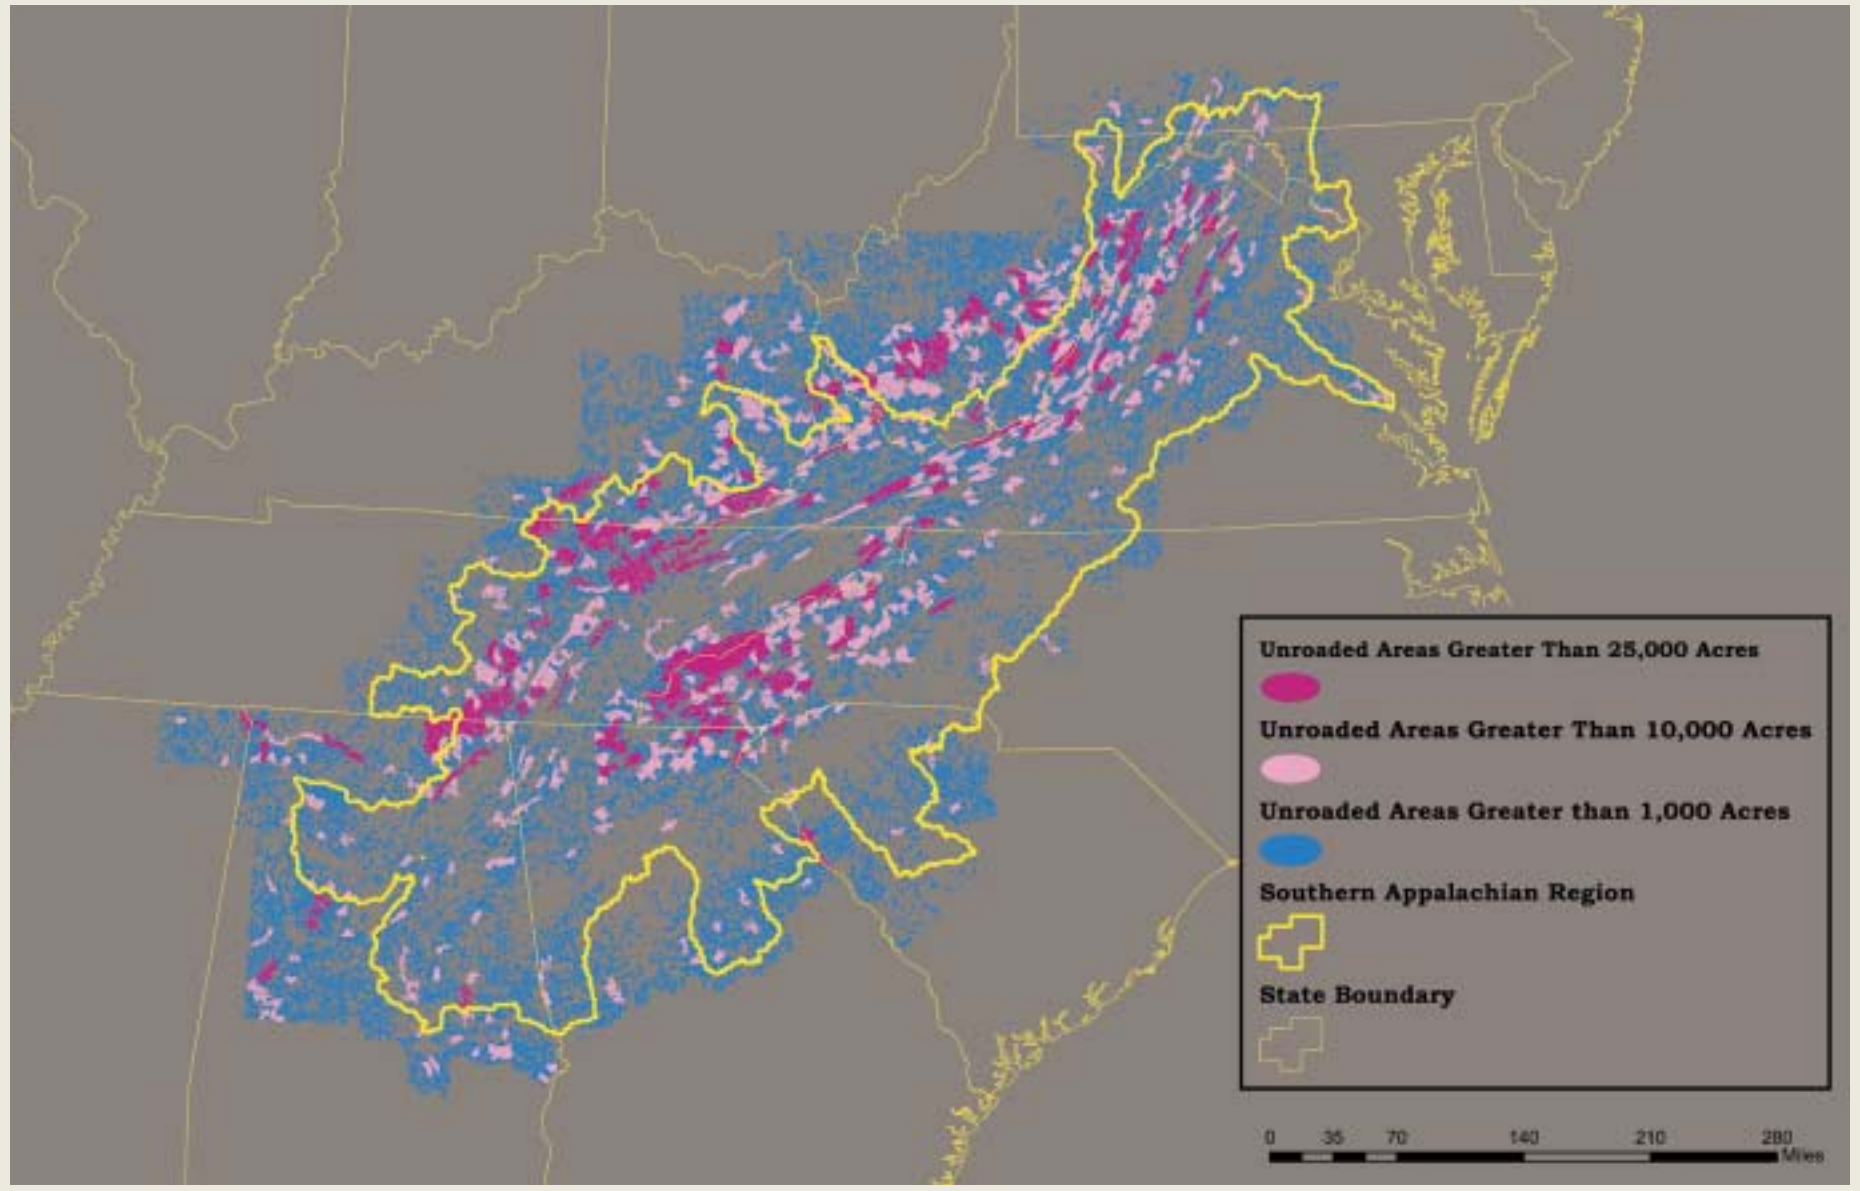 Unroaded Areas Greater Than 25,000 Acres
Unroaded Areas Greater Than 10,000 Acres
Unroaded Areas Greater than 1,000 Acres
Southern Appalachian Region
State Boundary
0 35 70 140 210 280
Miles